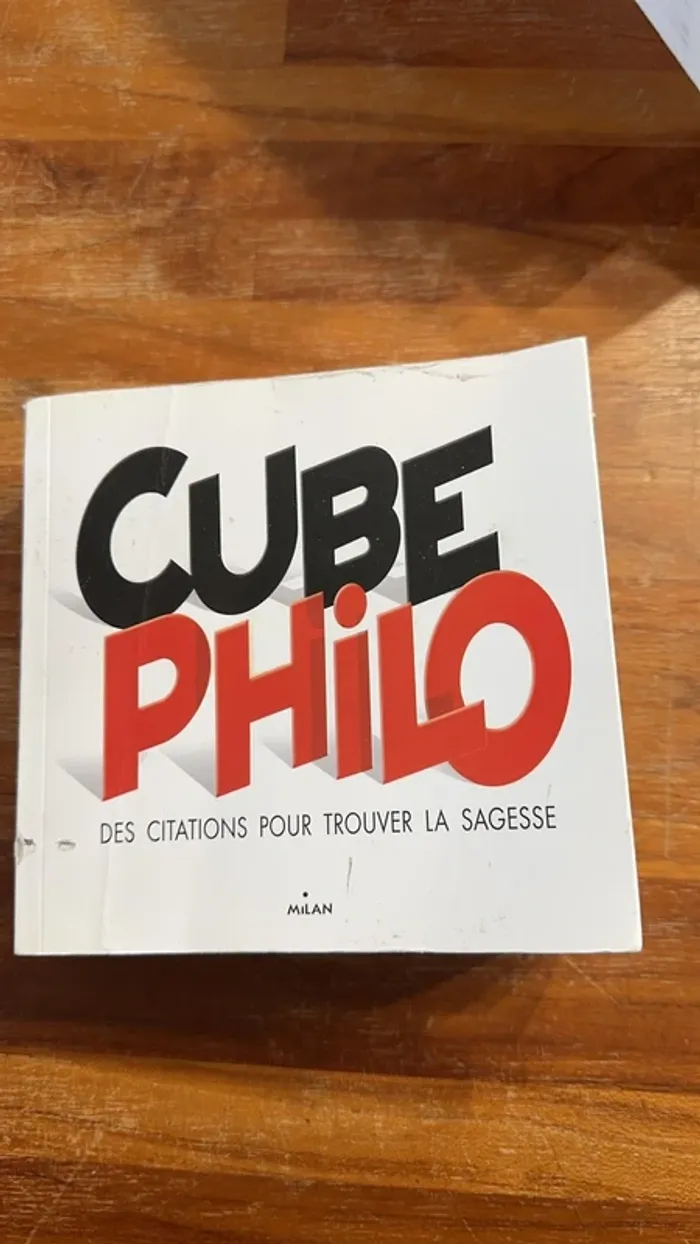 CUBE
PHiLO
DES CITATIONS POUR TROUVER LA SAGESSE
MiLAN